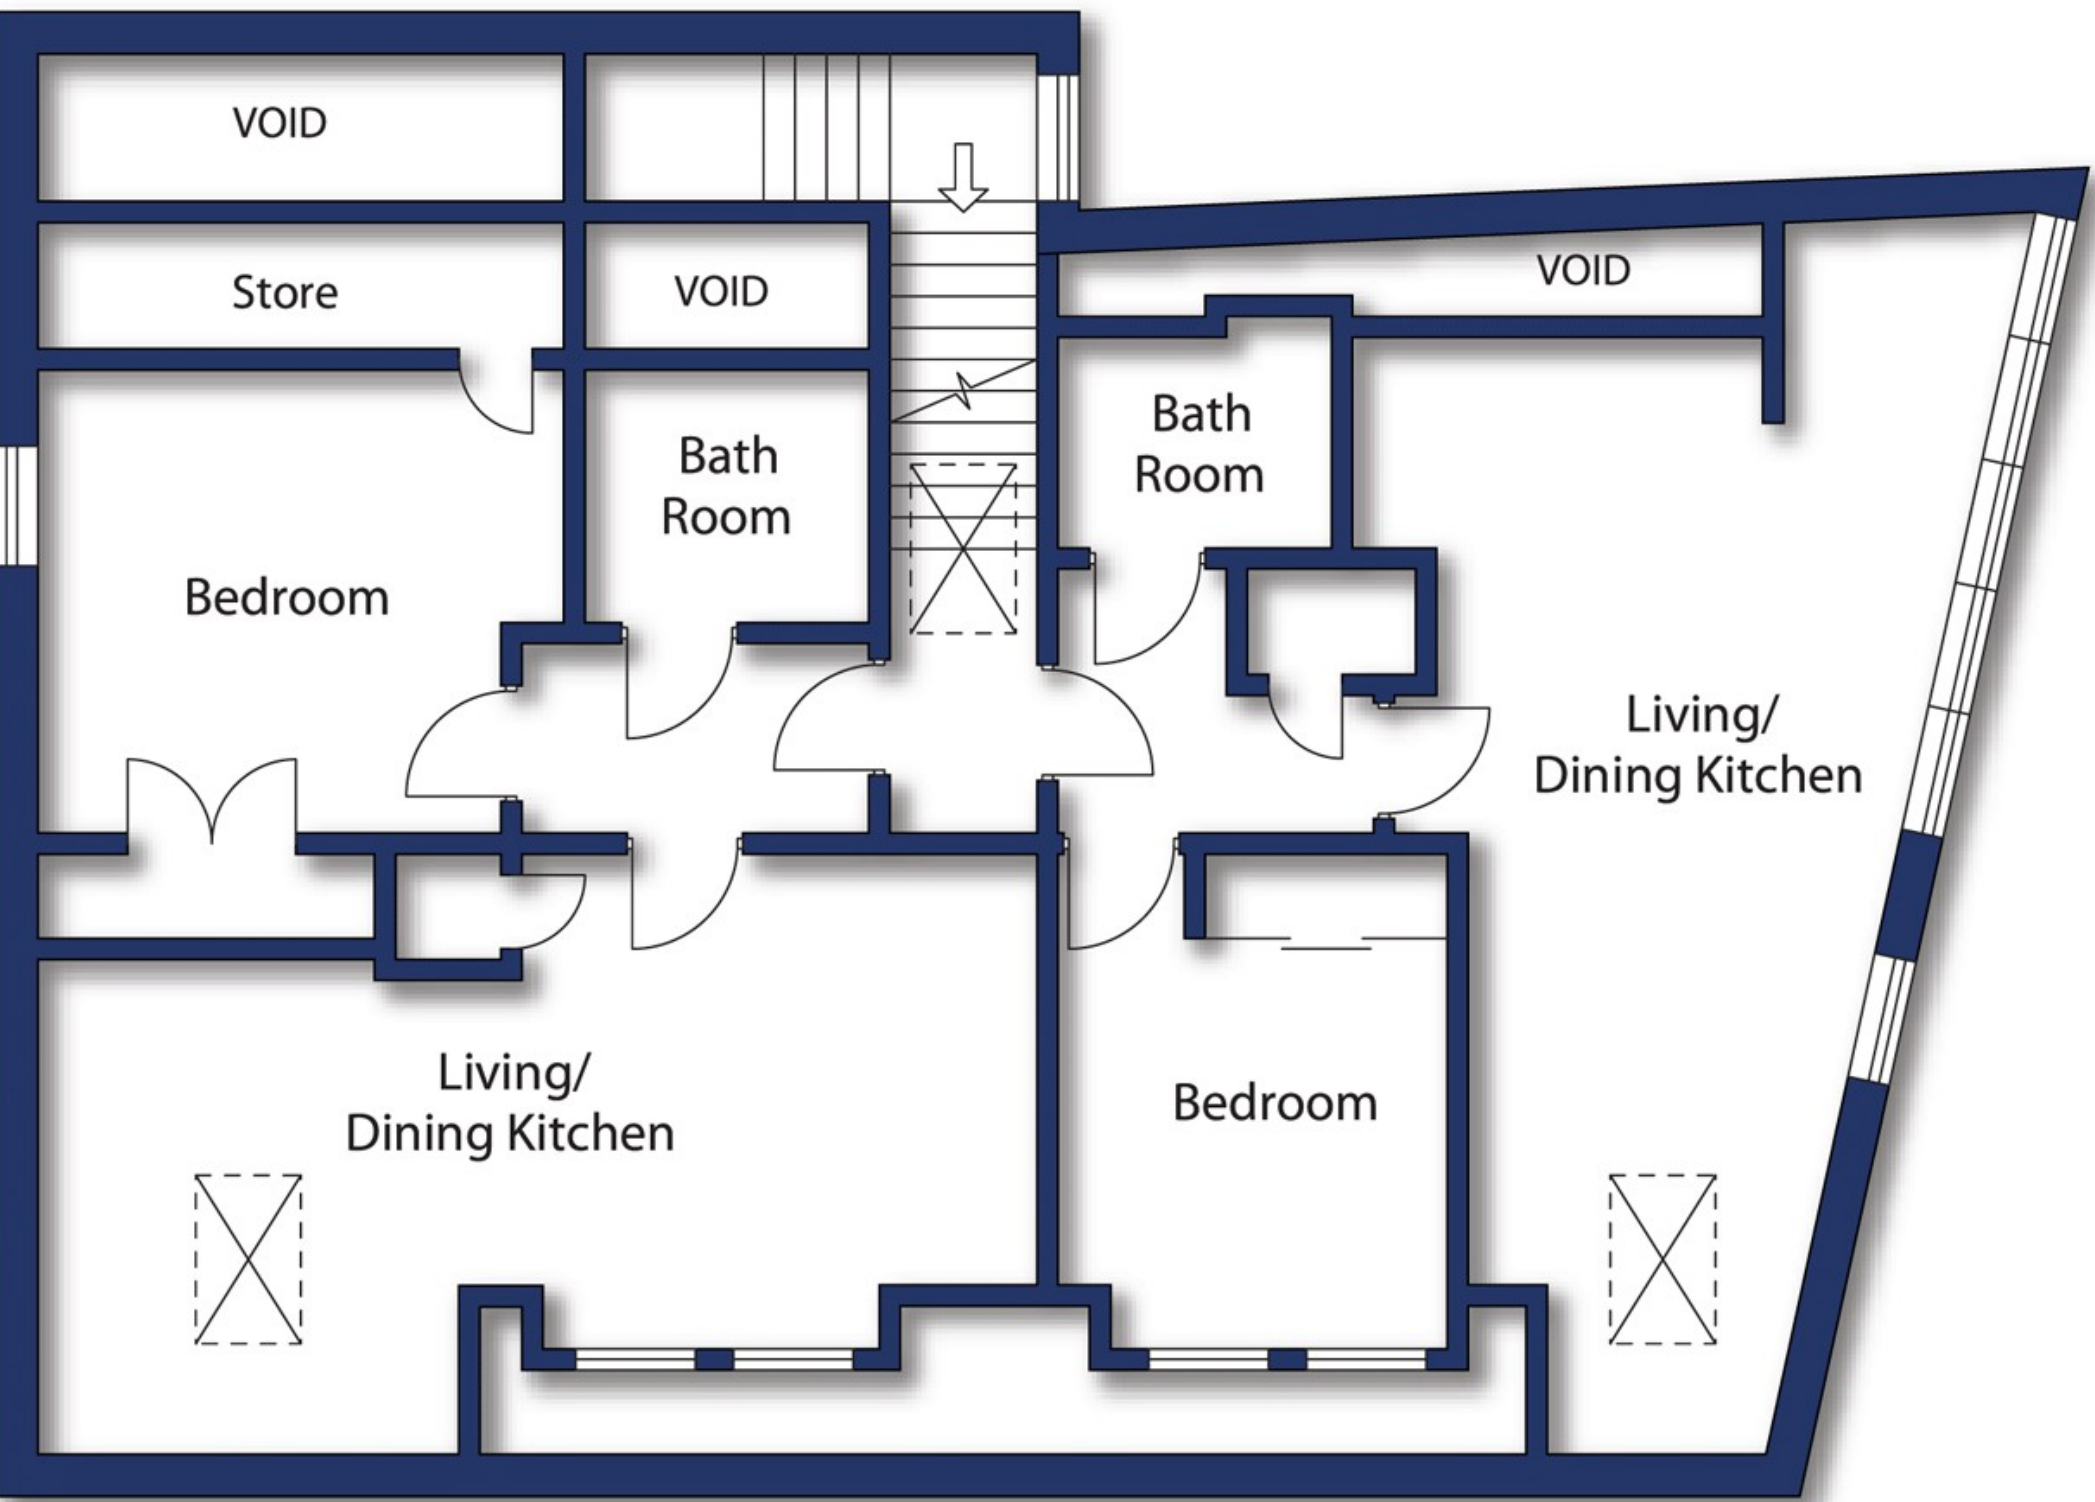 VOID
Store
VOID
VOID
Bath
Room
Bath
Room
Bedroom
Living/
Dining Kitchen
Living/
Dining Kitchen
Bedroom